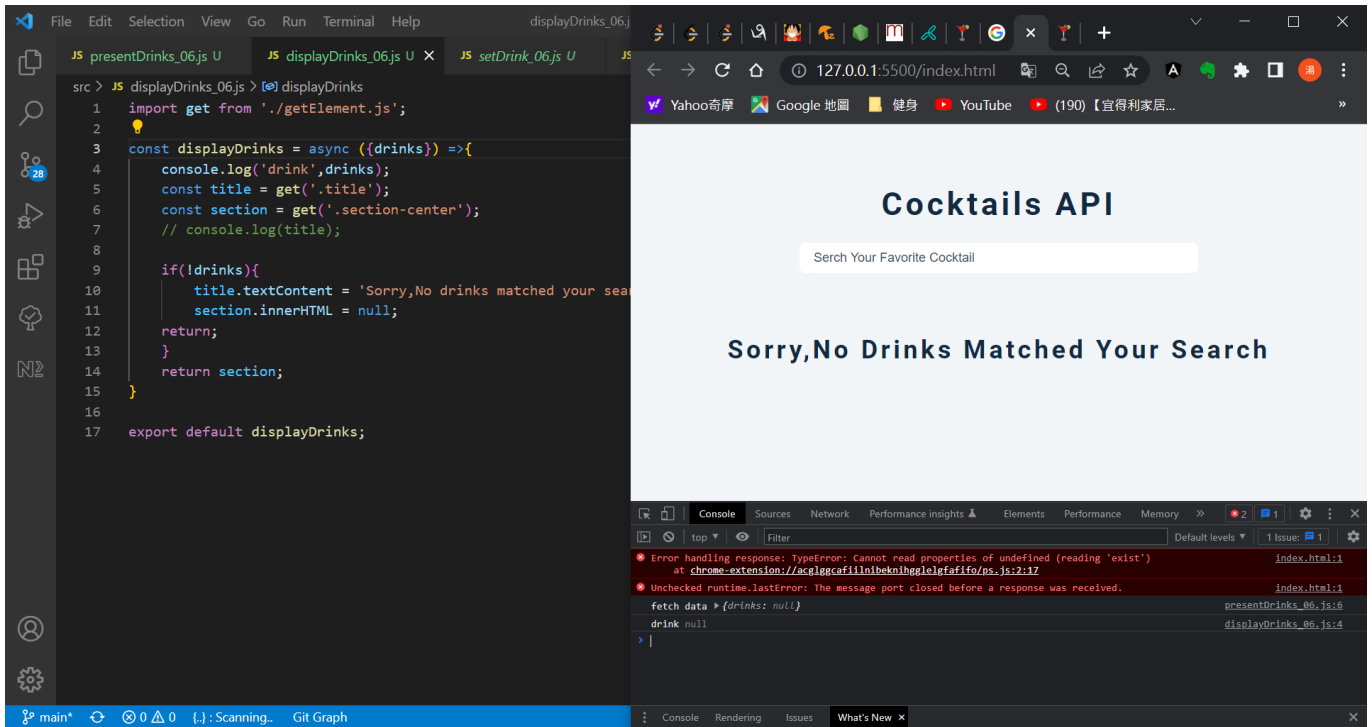 File Edit Selection View Go Run Terminal Help displayDrinks_06.j
JS presentDrinks_06.js U JS displayDrinks_06.js U JS setDrink_06.js U JS
src > JS displayDrinks_06.js > displayDrinks
1 import get from './getElement.js';
2
3 const displayDrinks = async ({drinks}) =>{
4 console.log('drink',drinks);
5 const title = get('.title');
6 const section = get('.section-center');
7 // console.log(title);
8
9 if(!drinks){
10 title.textContent = 'Sorry,No drinks matched your sear
11 section.innerHTML = null;
12 return;
13 }
14 return section;
15 }
16
17 export default displayDrinks;
28
main* 0 0 {..} : Scanning.. Git Graph
127.0.0.1:5500/index.html
Yahoo奇摩 Google 地圖 健身 YouTube (190)【宜得利家居... »
Cocktails API
Serch Your Favorite Cocktail
Sorry,No Drinks Matched Your Search
Console Sources Network Performance insights Elements Performance Memory » 2 1
top Filter Default levels 1 Issue: 1
Error handling response: TypeError: Cannot read properties of undefined (reading 'exist') index.html:1
at chrome-extension://acglggcafiilnibeknihgglelgfafifo/ps.js:2:17
Unchecked runtime.lastError: The message port closed before a response was received. index.html:1
fetch data {drinks: null} presentDrinks_06.js:6
drink null displayDrinks_06.js:4
>
Console Rendering Issues What's New